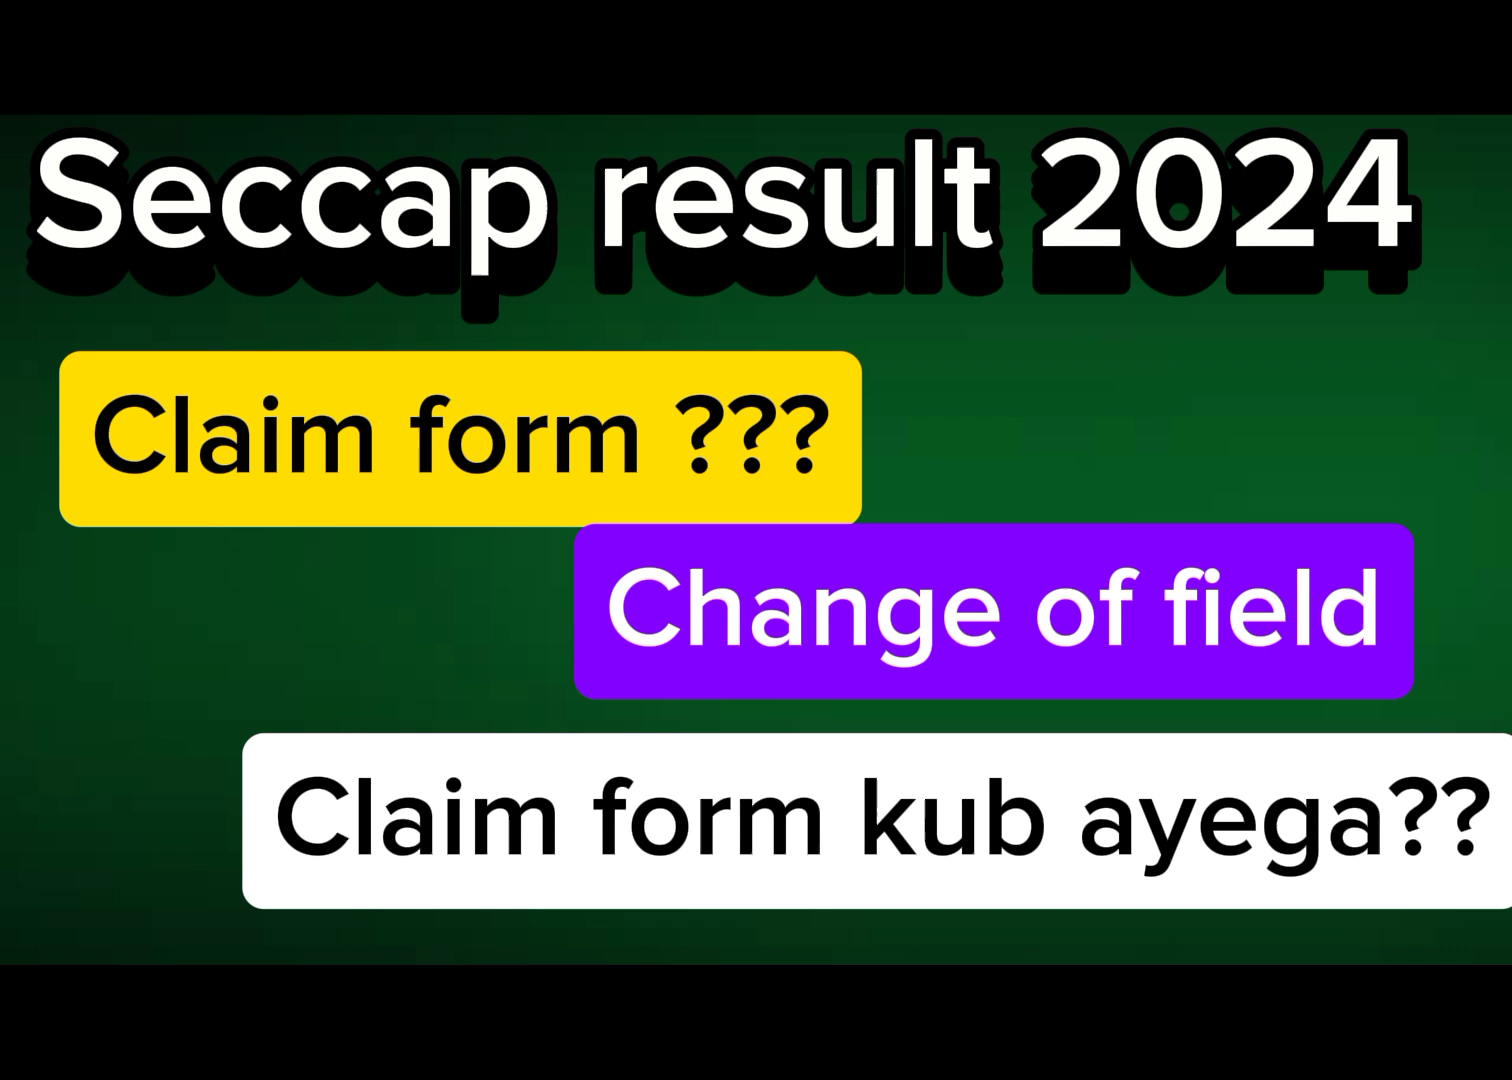 Seccap result 2024
Claim form ???
Change of field
Claim form kub ayega??